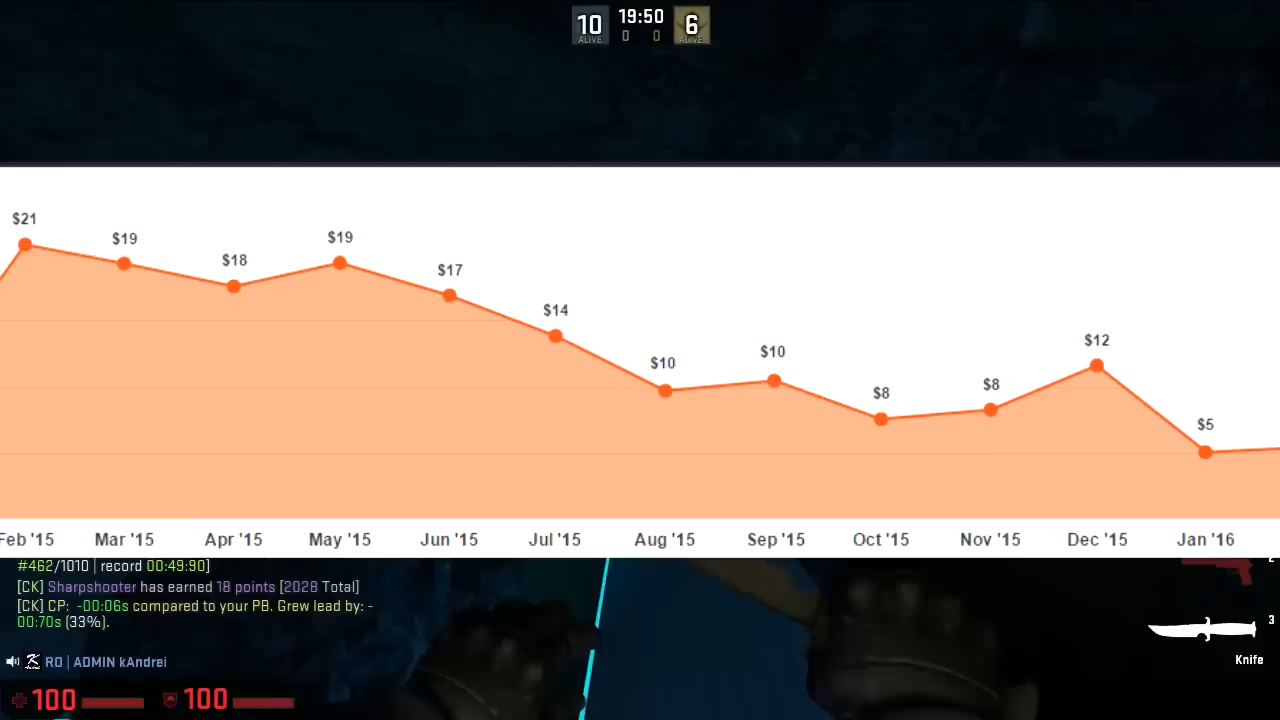 10 19:50 6
ALIVE 0 0 ALIVE
$21
$19
$18
$19
$17
$14
$10
$10
$8
$8
$12
$5
Feb '15 Mar '15 Apr '15 May '15 Jun '15 Jul '15 Aug '15 Sep '15 Oct '15 Nov '15 Dec '15 Jan '16
#462/1010 | record 00:49:90]
[CK] Sharpshooter has earned 18 points [2028 Total]
[CK] CP: -00:06s compared to your PB. Grew lead by: -
00:70s (33%).
RO | ADMIN kAndrei
100 100
2
3
Knife